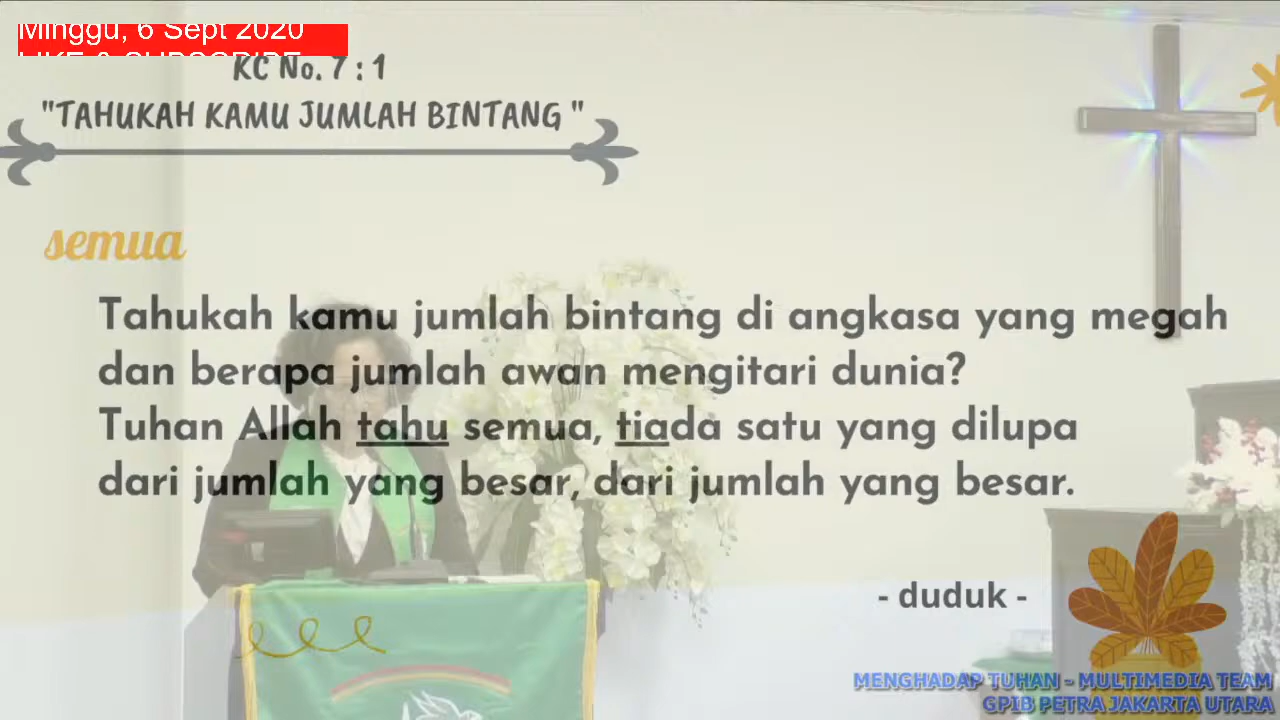 Minggu, 6 Sept 2020
LIKE & SUBSCRIBE
KC No. 7 : 1
"TAHUKAH KAMU JUMLAH BINTANG "
semua
Tahukah kamu jumlah bintang di angkasa yang megah
dan berapa jumlah awan mengitari dunia?
Tuhan Allah tahu semua, tiada satu yang dilupa
dari jumlah yang besar, dari jumlah yang besar.
- duduk -
MENGHADAP TUHAN - MULTIMEDIA TEAM
GPIB PETRA JAKARTA UTARA